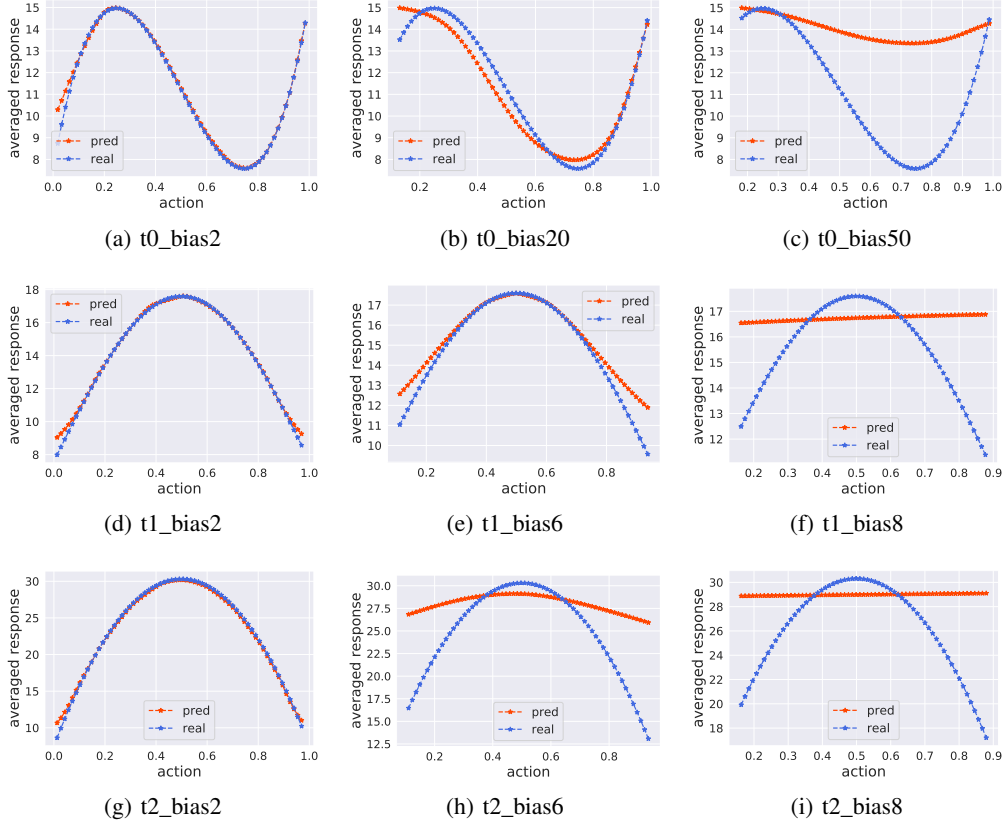 averaged response
15
14
13
12
11
10
9
8
pred
real
0.0 0.2 0.4 0.6 0.8 1.0
action
(a) t0_bias2
averaged response
15
14
13
12
11
10
9
8
pred
real
0.2 0.4 0.6 0.8 1.0
action
(b) t0_bias20
averaged response
15
14
13
12
11
10
9
8
pred
real
0.2 0.3 0.4 0.5 0.6 0.7 0.8 0.9 1.0
action
(c) t0_bias50
averaged response
18
16
14
12
10
8
pred
real
0.0 0.2 0.4 0.6 0.8 1.0
action
(d) t1_bias2
averaged response
17
16
15
14
13
12
11
10
pred
real
0.2 0.4 0.6 0.8
action
(e) t1_bias6
averaged response
17
16
15
14
13
12
pred
real
0.2 0.3 0.4 0.5 0.6 0.7 0.8 0.9
action
(f) t1_bias8
averaged response
30
25
20
15
10
pred
real
0.0 0.2 0.4 0.6 0.8 1.0
action
(g) t2_bias2
averaged response
30.0
27.5
25.0
22.5
20.0
17.5
15.0
12.5
pred
real
0.2 0.4 0.6 0.8
action
(h) t2_bias6
averaged response
30
28
26
24
22
20
18
pred
real
0.2 0.3 0.4 0.5 0.6 0.7 0.8 0.9
action
(i) t2_bias8